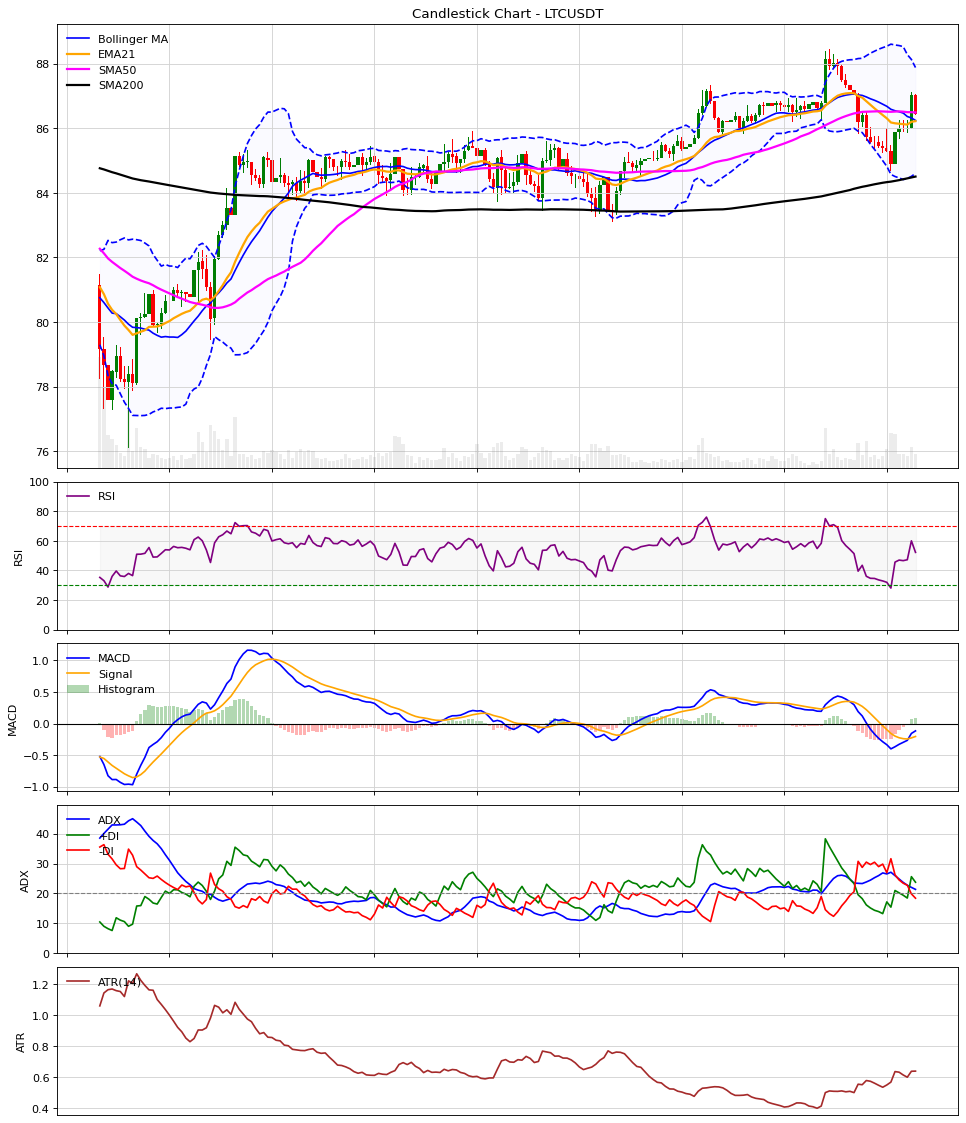 Candlestick Chart - LTCUSDT
Bollinger MA
EMA21
SMA50
SMA200
88
86
84
82
80
78
76
RSI
RSI
100
80
60
40
20
0
MACD
Signal
Histogram
MACD
1.0
0.5
0.0
−0.5
−1.0
ADX
+DI
-DI
ADX
40
30
20
10
0
ATR(14)
ATR
1.2
1.0
0.8
0.6
0.4